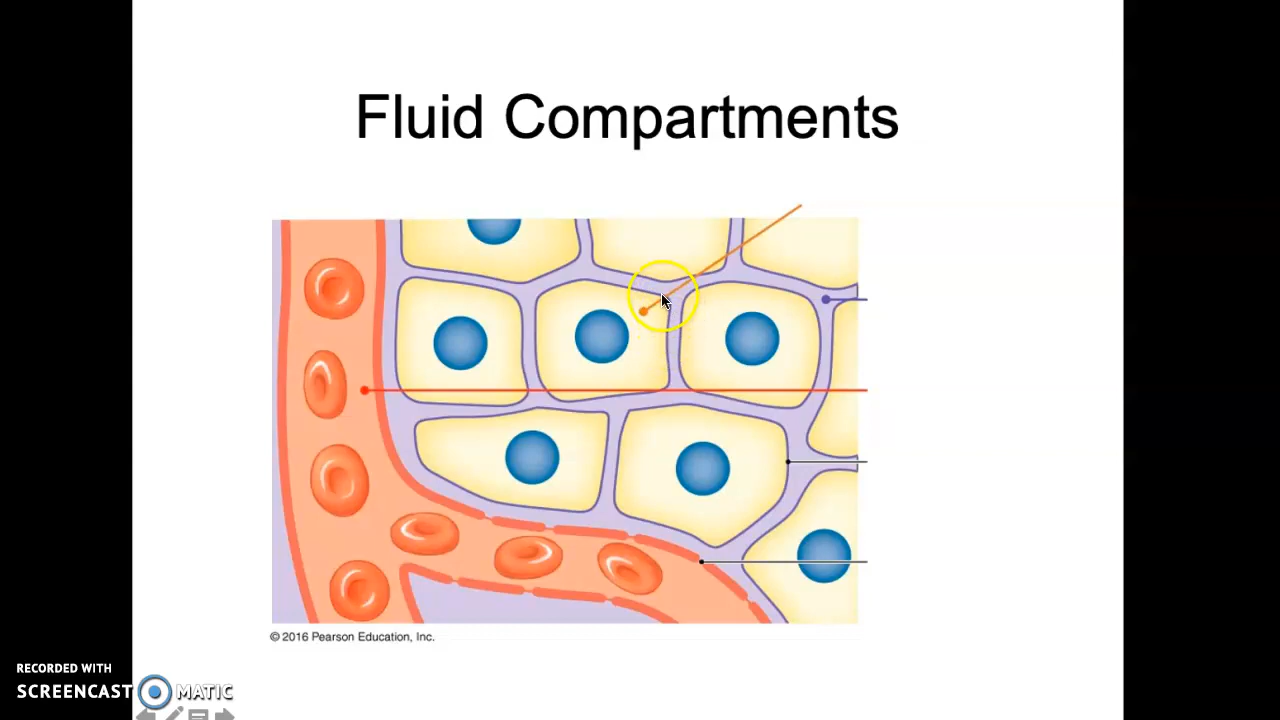 Fluid Compartments
© 2016 Pearson Education, Inc.
RECORDED WITH
SCREENCAST MATIC